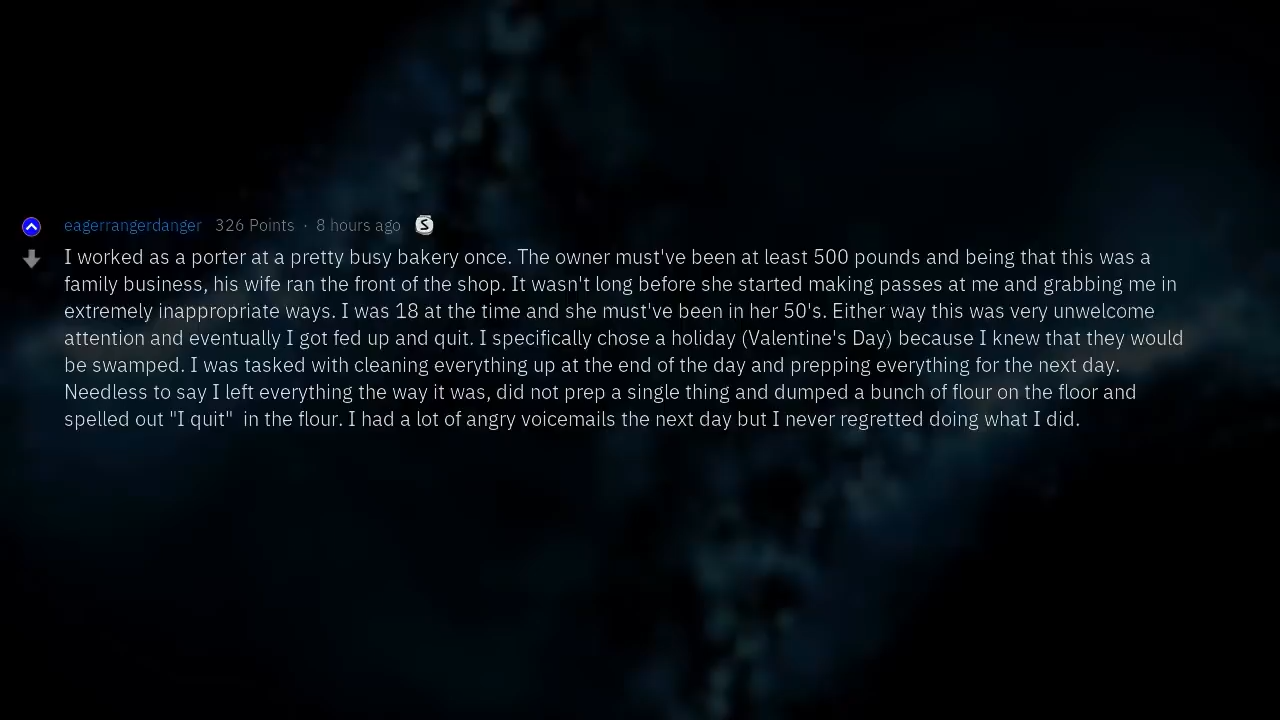 eagerrangerdanger 326 Points · 8 hours ago S
I worked as a porter at a pretty busy bakery once. The owner must've been at least 500 pounds and being that this was a
family business, his wife ran the front of the shop. It wasn't long before she started making passes at me and grabbing me in
extremely inappropriate ways. I was 18 at the time and she must've been in her 50's. Either way this was very unwelcome
attention and eventually I got fed up and quit. I specifically chose a holiday (Valentine's Day) because I knew that they would
be swamped. I was tasked with cleaning everything up at the end of the day and prepping everything for the next day.
Needless to say I left everything the way it was, did not prep a single thing and dumped a bunch of flour on the floor and
spelled out "I quit"  in the flour. I had a lot of angry voicemails the next day but I never regretted doing what I did.